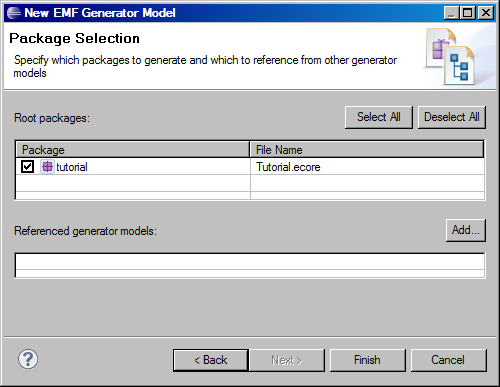 New EMF Generator Model
Package Selection
Specify which packages to generate and which to reference from other generator
models
Root packages:
Select All
Deselect All
Package
File Name
tutorial
Tutorial.ecore
Referenced generator models:
Add...
?
< Back
Next >
Finish
Cancel